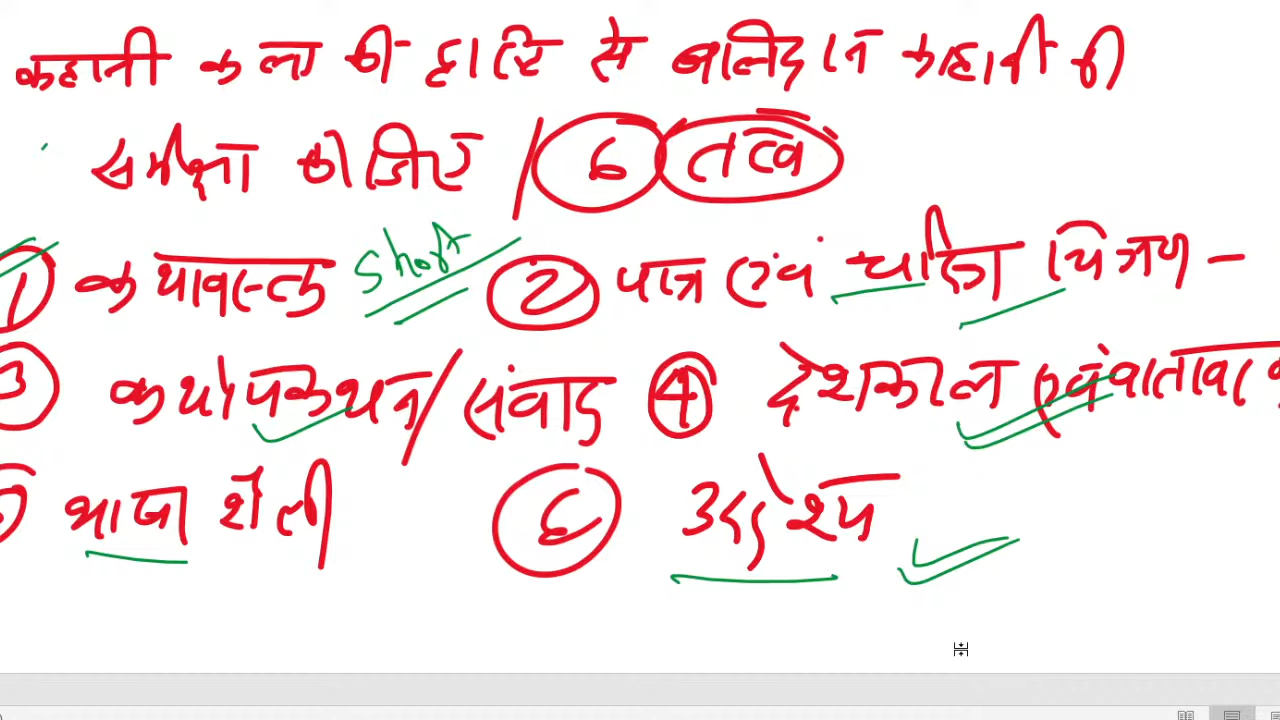 कहानी कला की दृष्टि से बलिदान कहानी की
समीक्षा कीजिए / 6 तत्व
1 कथावस्तु short 2 पात्र एवं चरित्र चित्रण -
3 कथोपकथन / संवाद 4 देशकाल एवं वातावरण
भाषा शैली 6 उद्देश्य